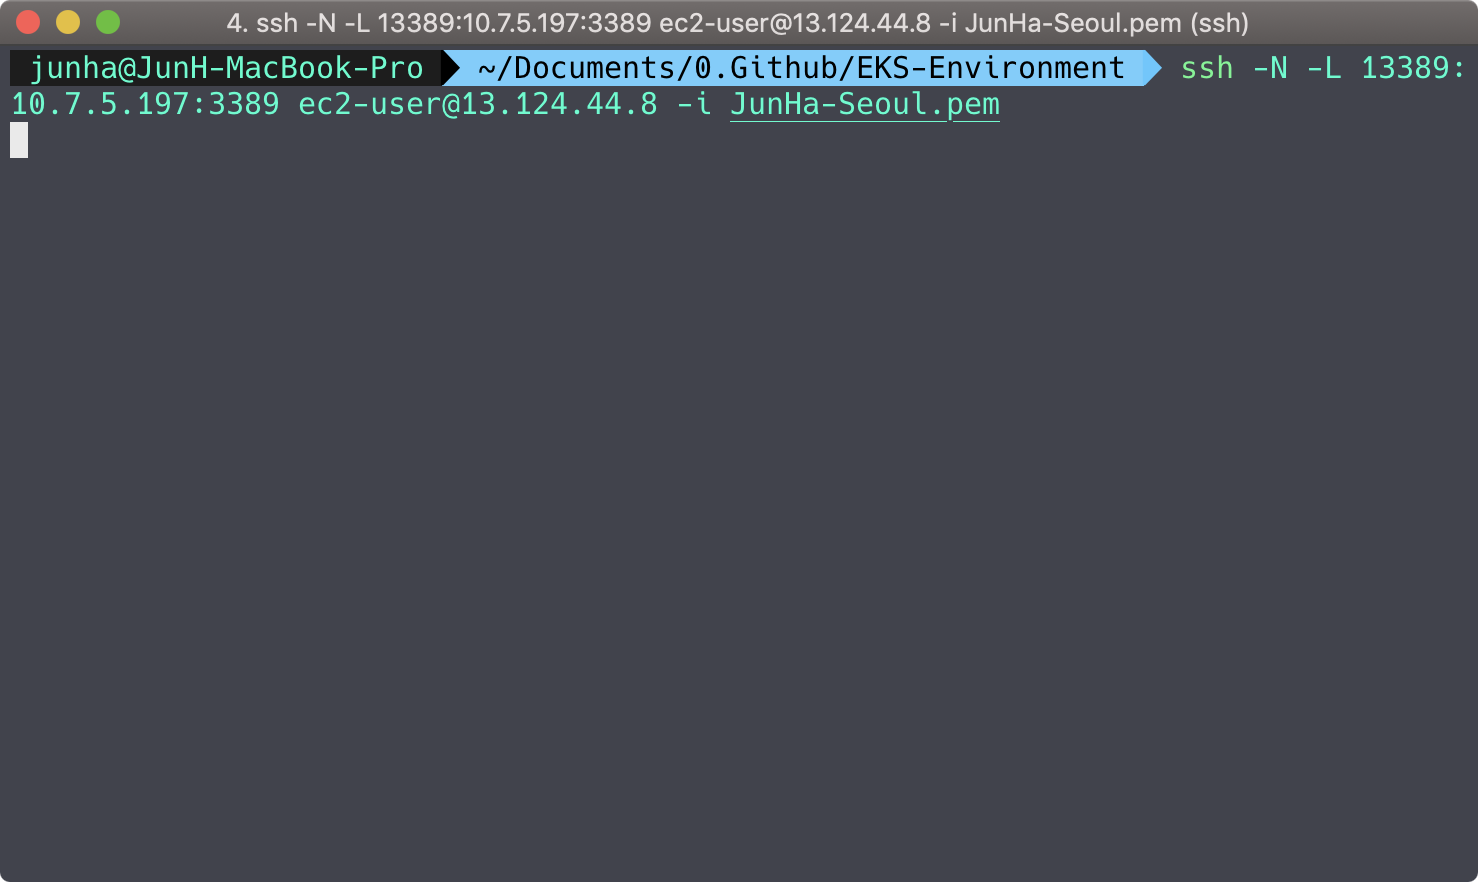 4. ssh -N -L 13389:10.7.5.197:3389 ec2-user@13.124.44.8 -i JunHa-Seoul.pem (ssh)
junha@JunH-MacBook-Pro ~/Documents/0.Github/EKS-Environment ssh -N -L 13389:
10.7.5.197:3389 ec2-user@13.124.44.8 -i JunHa-Seoul.pem